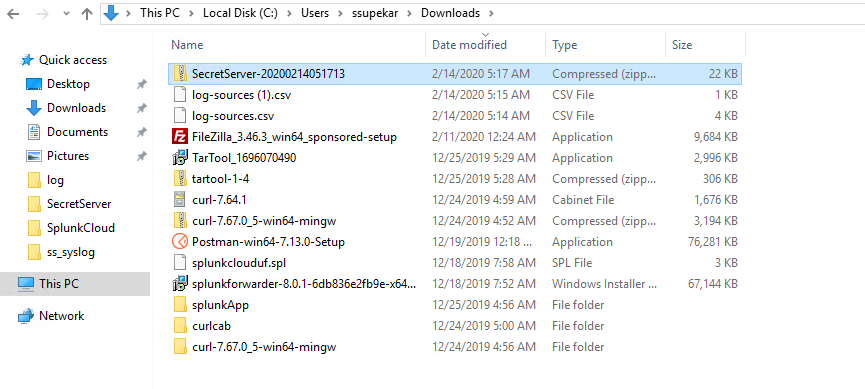 This PC > Local Disk (C:) > Users > ssupekar > Downloads >
Name Date modified Type Size
Quick access
Desktop
Downloads
Documents
Pictures
log
SecretServer
SplunkCloud
ss_syslog
This PC
Network
SecretServer-20200214051713 2/14/2020 5:17 AM Compressed (zipp... 22 KB
log-sources (1).csv 2/14/2020 5:15 AM CSV File 1 KB
log-sources.csv 2/14/2020 5:14 AM CSV File 4 KB
FileZilla_3.46.3_win64_sponsored-setup 2/11/2020 12:24 AM Application 9,684 KB
TarTool_1696070490 12/25/2019 5:29 AM Application 2,996 KB
tartool-1-4 12/25/2019 5:28 AM Compressed (zipp... 306 KB
curl-7.64.1 12/24/2019 4:59 AM Cabinet File 1,676 KB
curl-7.67.0_5-win64-mingw 12/24/2019 4:52 AM Compressed (zipp... 3,194 KB
Postman-win64-7.13.0-Setup 12/19/2019 12:18 ... Application 76,281 KB
splunkclouduf.spl 12/18/2019 7:58 AM SPL File 3 KB
splunkforwarder-8.0.1-6db836e2fb9e-x64... 12/18/2019 7:52 AM Windows Installer ... 67,144 KB
splunkApp 12/25/2019 4:56 AM File folder
curlcab 12/24/2019 5:00 AM File folder
curl-7.67.0_5-win64-mingw 12/24/2019 4:56 AM File folder